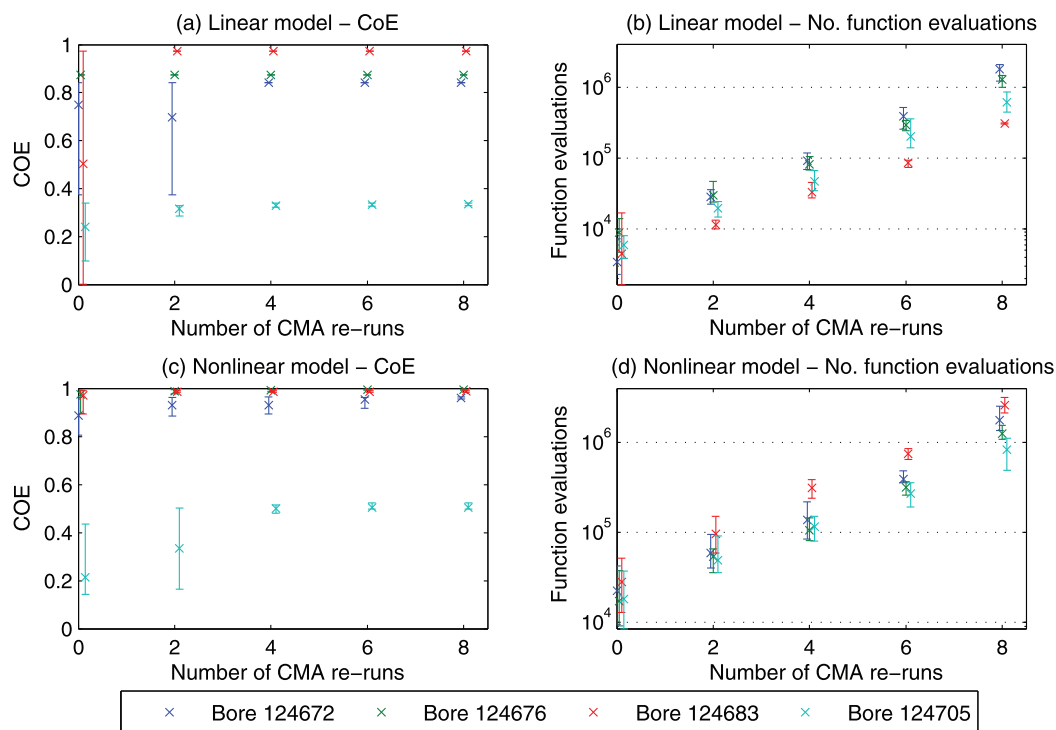 (a) Linear model − CoE
COE
1
0.8
0.6
0.4
0.2
0
0 2 4 6 8
Number of CMA re−runs
(b) Linear model − No. function evaluations
Function evaluations
10^6
10^5
10^4
0 2 4 6 8
Number of CMA re−runs
(c) Nonlinear model − CoE
COE
1
0.8
0.6
0.4
0.2
0
0 2 4 6 8
Number of CMA re−runs
(d) Nonlinear model − No. function evaluations
Function evaluations
10^6
10^5
10^4
0 2 4 6 8
Number of CMA re−runs
Bore 124672 Bore 124676 Bore 124683 Bore 124705